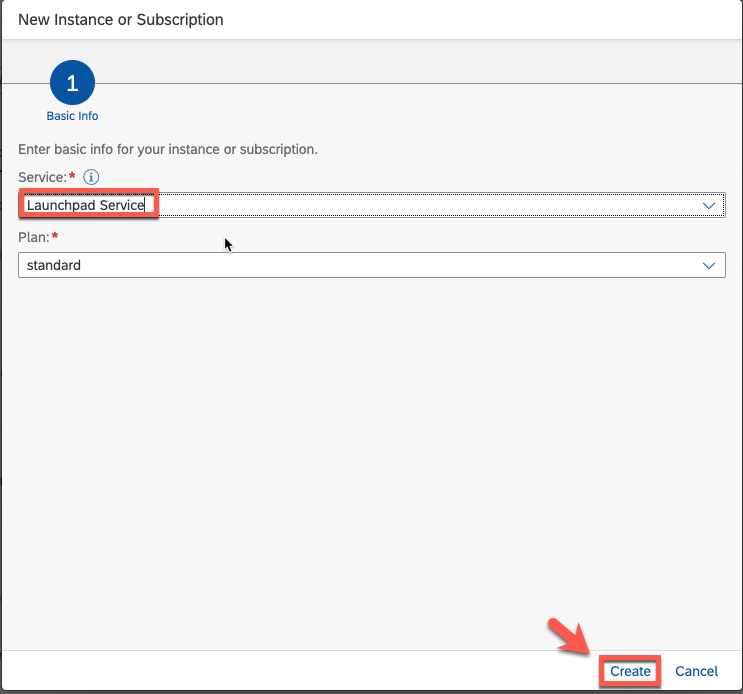 New Instance or Subscription
1
Basic Info
Enter basic info for your instance or subscription.
Service:*
Launchpad Service
Plan:*
standard
Create Cancel